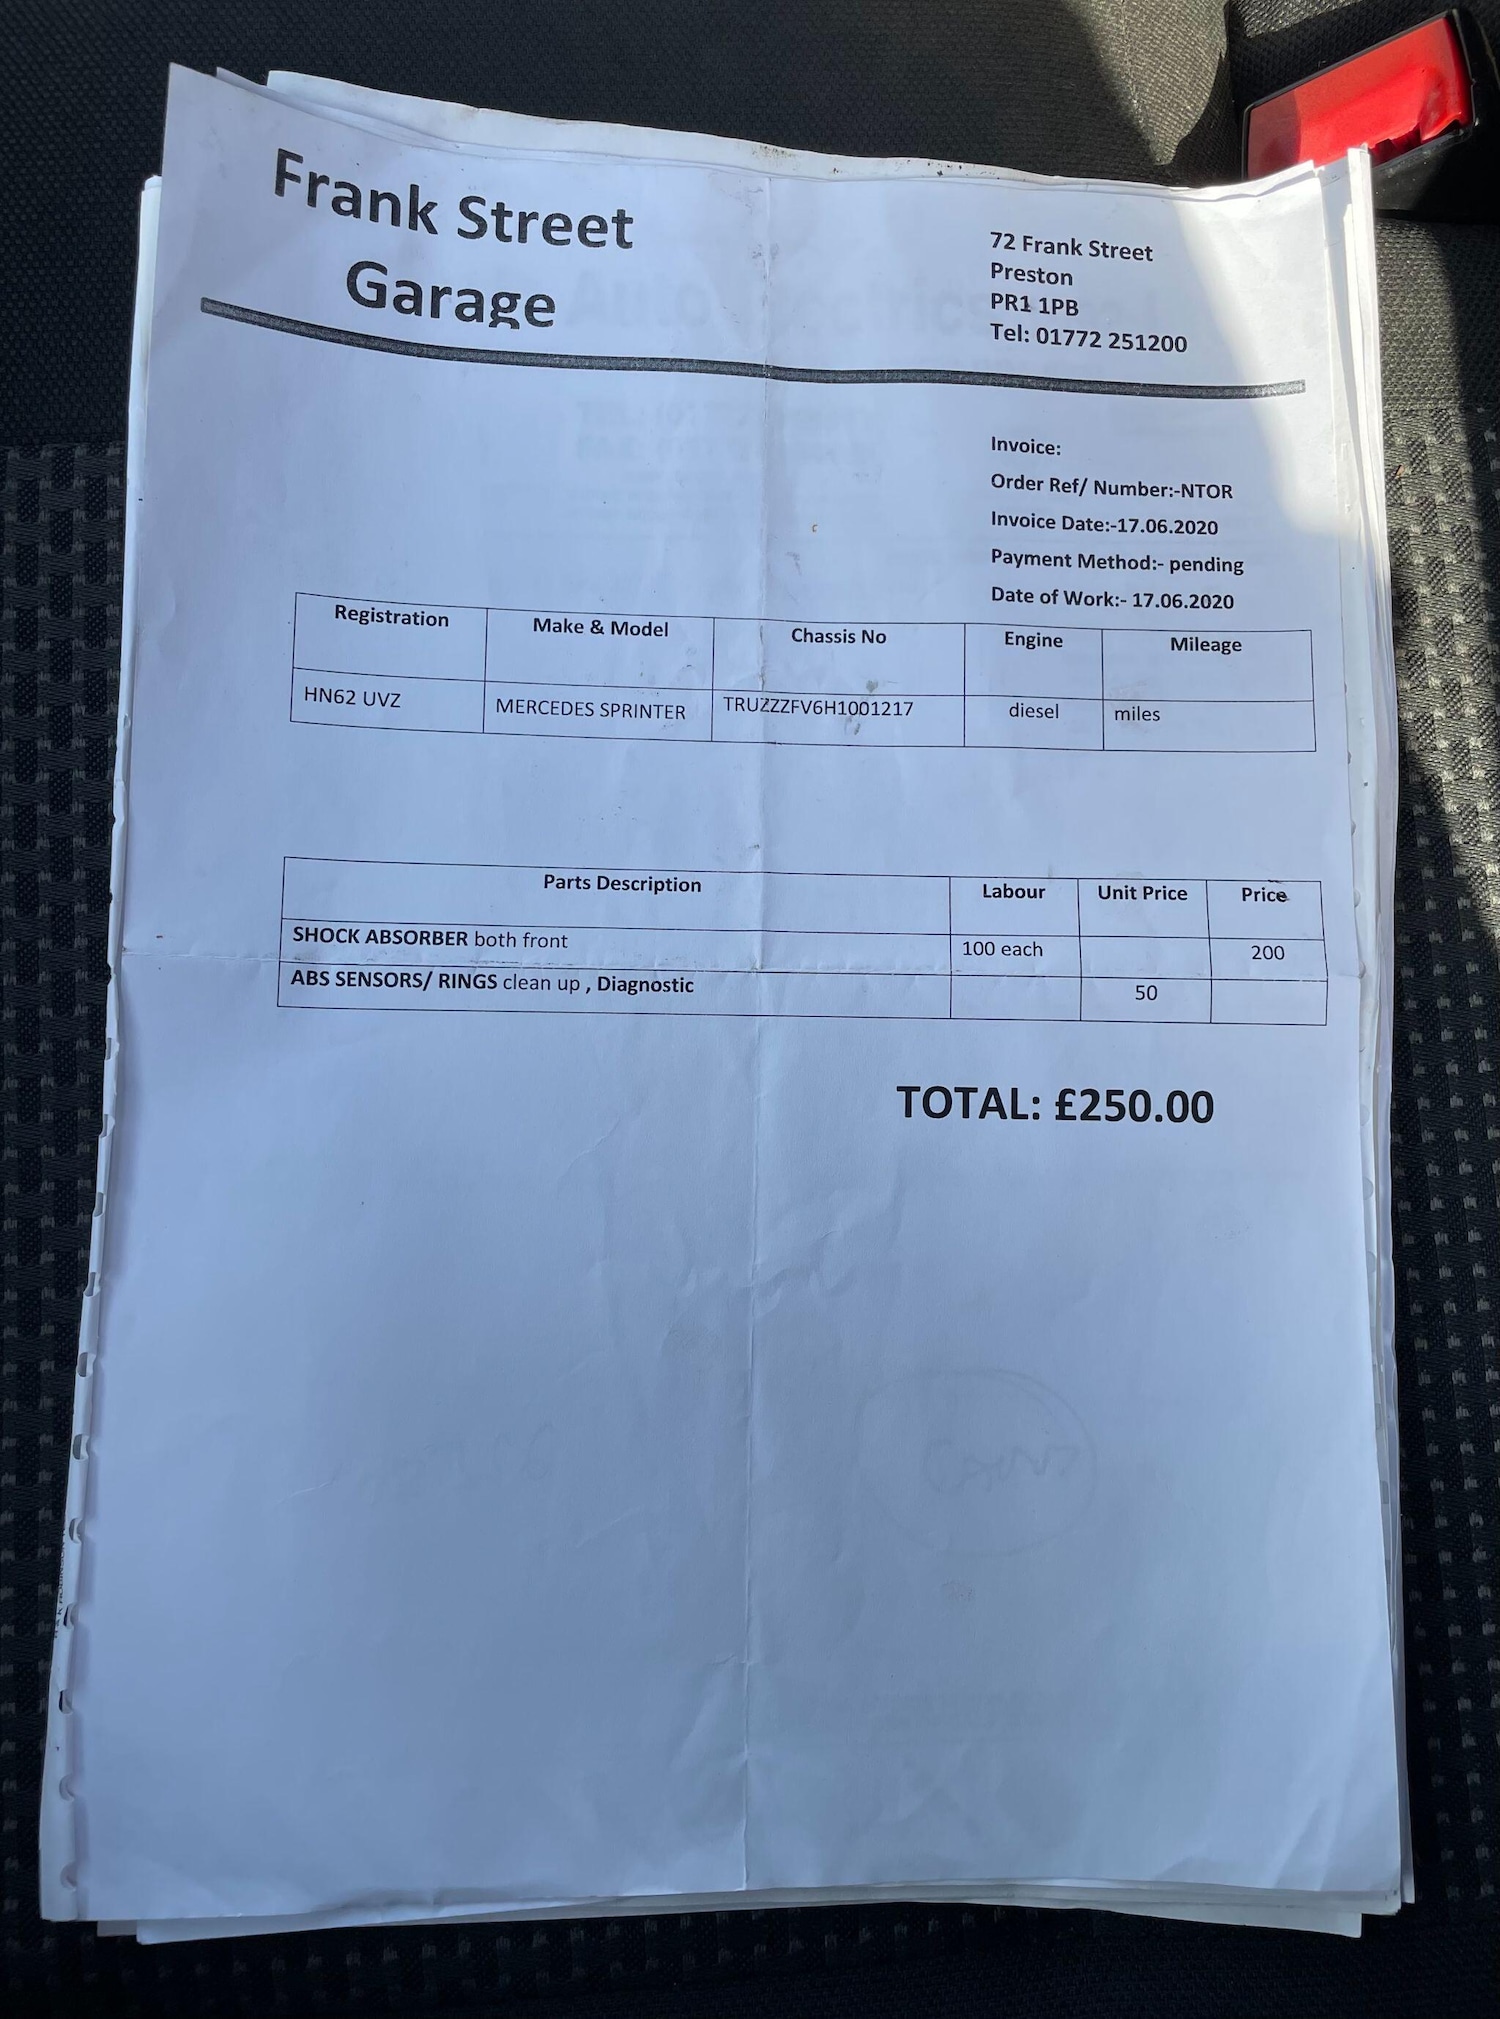 Frank Street
Garage
72 Frank Street
Preston
PR1 1PB
Tel: 01772 251200
Invoice:
Order Ref/ Number:-NTOR
Invoice Date:-17.06.2020
Payment Method:- pending
Date of Work:- 17.06.2020
Registration Make & Model Chassis No Engine Mileage
HN62 UVZ MERCEDES SPRINTER TRUZZZFV6H1001217 diesel miles
Parts Description Labour Unit Price Price
SHOCK ABSORBER both front 100 each 200
ABS SENSORS/ RINGS clean up , Diagnostic 50
TOTAL: £250.00